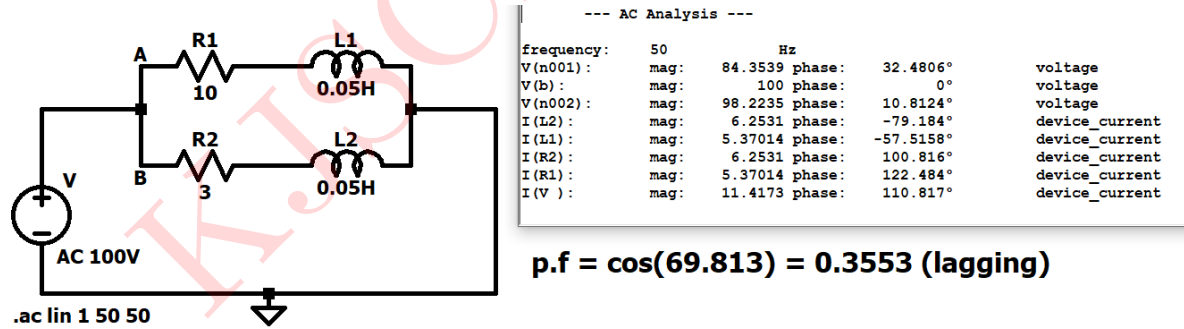 A
R1
10
L1
0.05H
B
R2
3
L2
0.05H
V
AC 100V
.ac lin 1 50 50
KJSC
--- AC Analysis ---
frequency: 50 Hz
V(n001): mag: 84.3539 phase: 32.4806° voltage
V(b): mag: 100 phase: 0° voltage
V(n002): mag: 98.2235 phase: 10.8124° voltage
I(L2): mag: 6.2531 phase: -79.184° device_current
I(L1): mag: 5.37014 phase: -57.5158° device_current
I(R2): mag: 6.2531 phase: 100.816° device_current
I(R1): mag: 5.37014 phase: 122.484° device_current
I(V ): mag: 11.4173 phase: 110.817° device_current
p.f = cos(69.813) = 0.3553 (lagging)